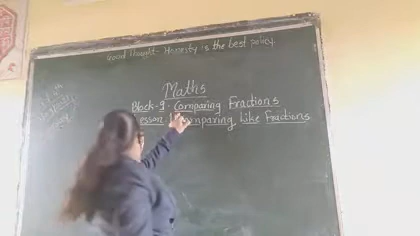 Good thought- Honesty is the best policy.
Maths
Block-9. Comparing Fractions
Lesson Comparing Like Fractions